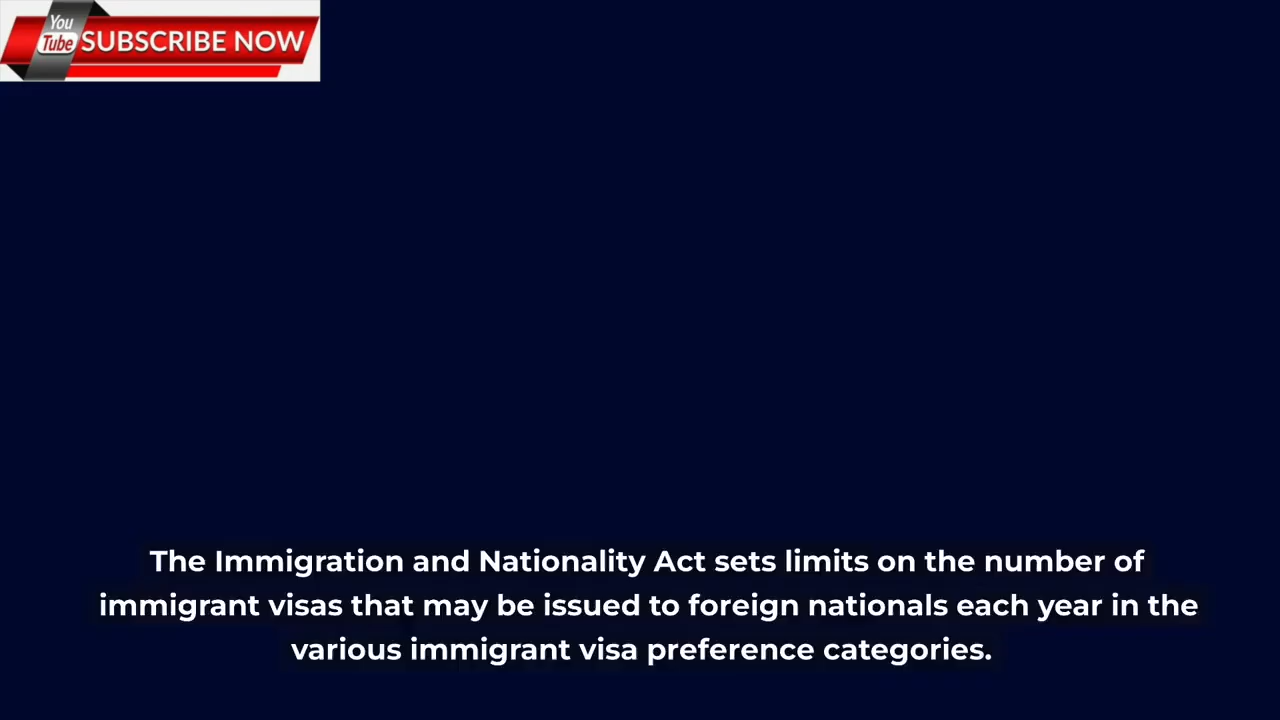 You
Tube SUBSCRIBE NOW
The Immigration and Nationality Act sets limits on the number of
immigrant visas that may be issued to foreign nationals each year in the
various immigrant visa preference categories.